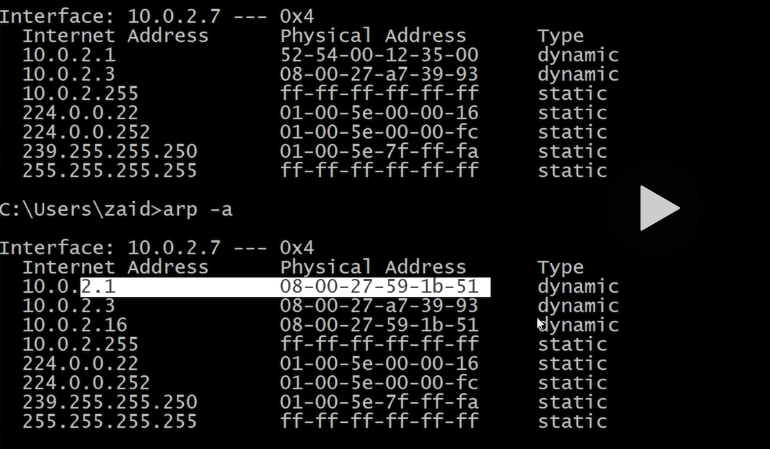 Interface: 10.0.2.7 --- 0x4
Internet Address Physical Address Type
10.0.2.1 52-54-00-12-35-00 dynamic
10.0.2.3 08-00-27-a7-39-93 dynamic
10.0.2.255 ff-ff-ff-ff-ff-ff static
224.0.0.22 01-00-5e-00-00-16 static
224.0.0.252 01-00-5e-00-00-fc static
239.255.255.250 01-00-5e-7f-ff-fa static
255.255.255.255 ff-ff-ff-ff-ff-ff static
C:\Users\zaid>arp -a
Interface: 10.0.2.7 --- 0x4
Internet Address Physical Address Type
10.0.2.1 08-00-27-59-1b-51 dynamic
10.0.2.3 08-00-27-a7-39-93 dynamic
10.0.2.16 08-00-27-59-1b-51 dynamic
10.0.2.255 ff-ff-ff-ff-ff-ff static
224.0.0.22 01-00-5e-00-00-16 static
224.0.0.252 01-00-5e-00-00-fc static
239.255.255.250 01-00-5e-7f-ff-fa static
255.255.255.255 ff-ff-ff-ff-ff-ff static